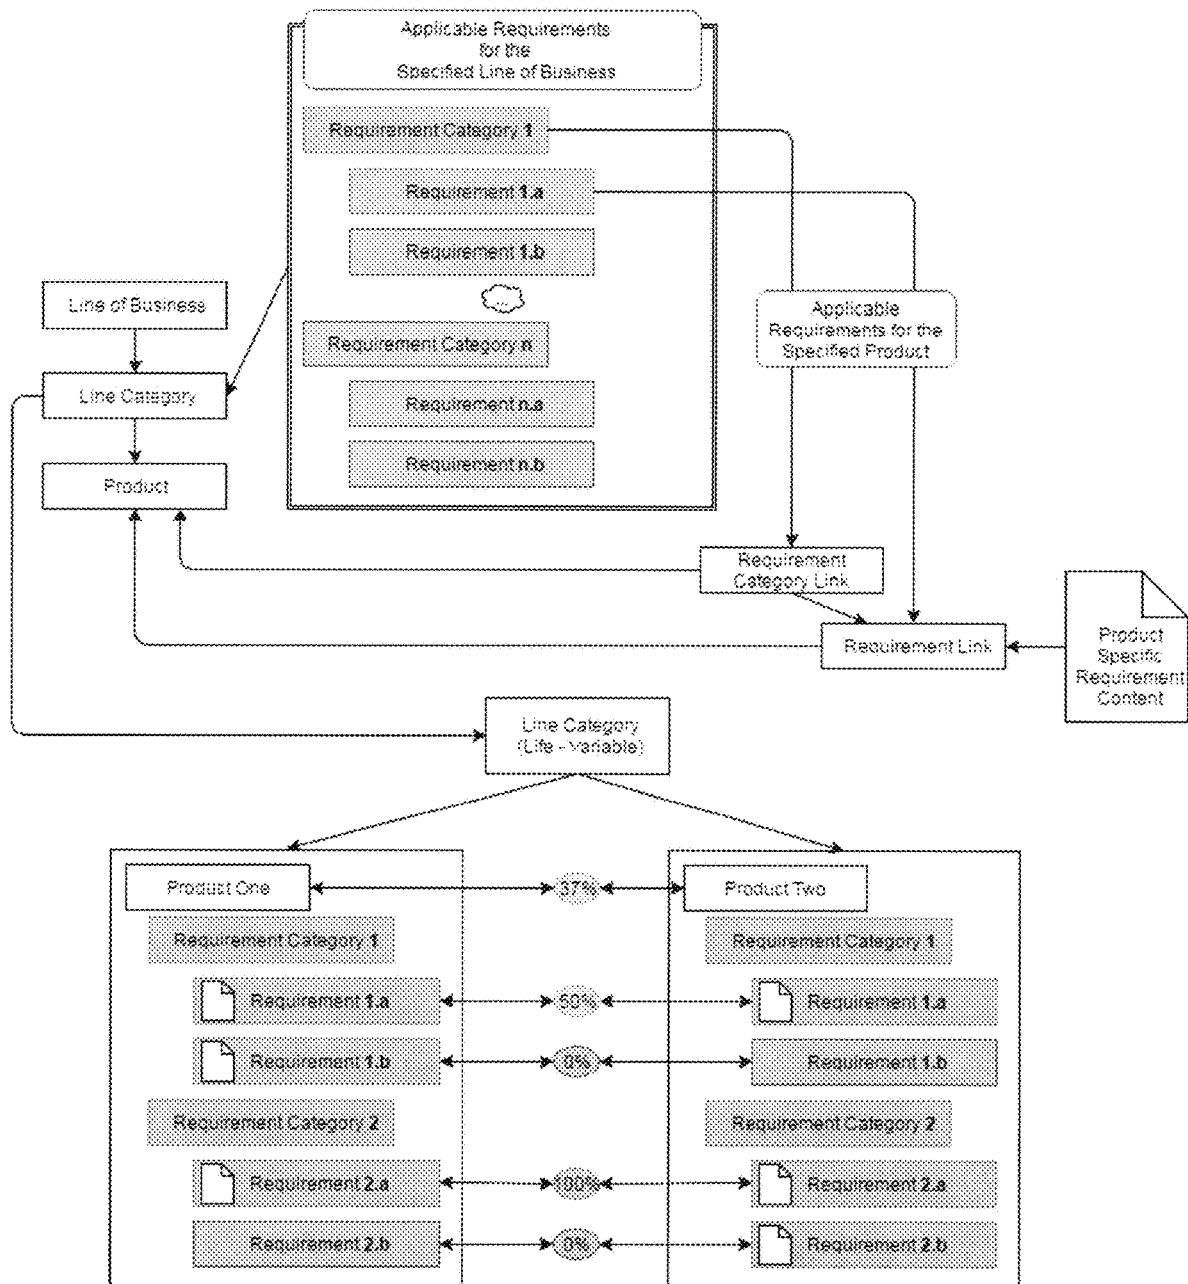 Applicable Requirements
for the
Specified Line of Business
Requirement Category 1
Requirement 1.a
Requirement 1.b
...
Requirement Category n
Requirement n.a
Requirement n.b
Line of Business
Line Category
Product
Applicable
Requirements for the
Specified Product
Requirement
Category Link
Requirement Link
Product
Specific
Requirement
Content
Line Category
(Life - Variable)
Product One
37%
Product Two
Requirement Category 1
Requirement Category 1
Requirement 1.a
50%
Requirement 1.a
Requirement 1.b
0%
Requirement 1.b
Requirement Category 2
Requirement Category 2
Requirement 2.a
100%
Requirement 2.a
Requirement 2.b
0%
Requirement 2.b